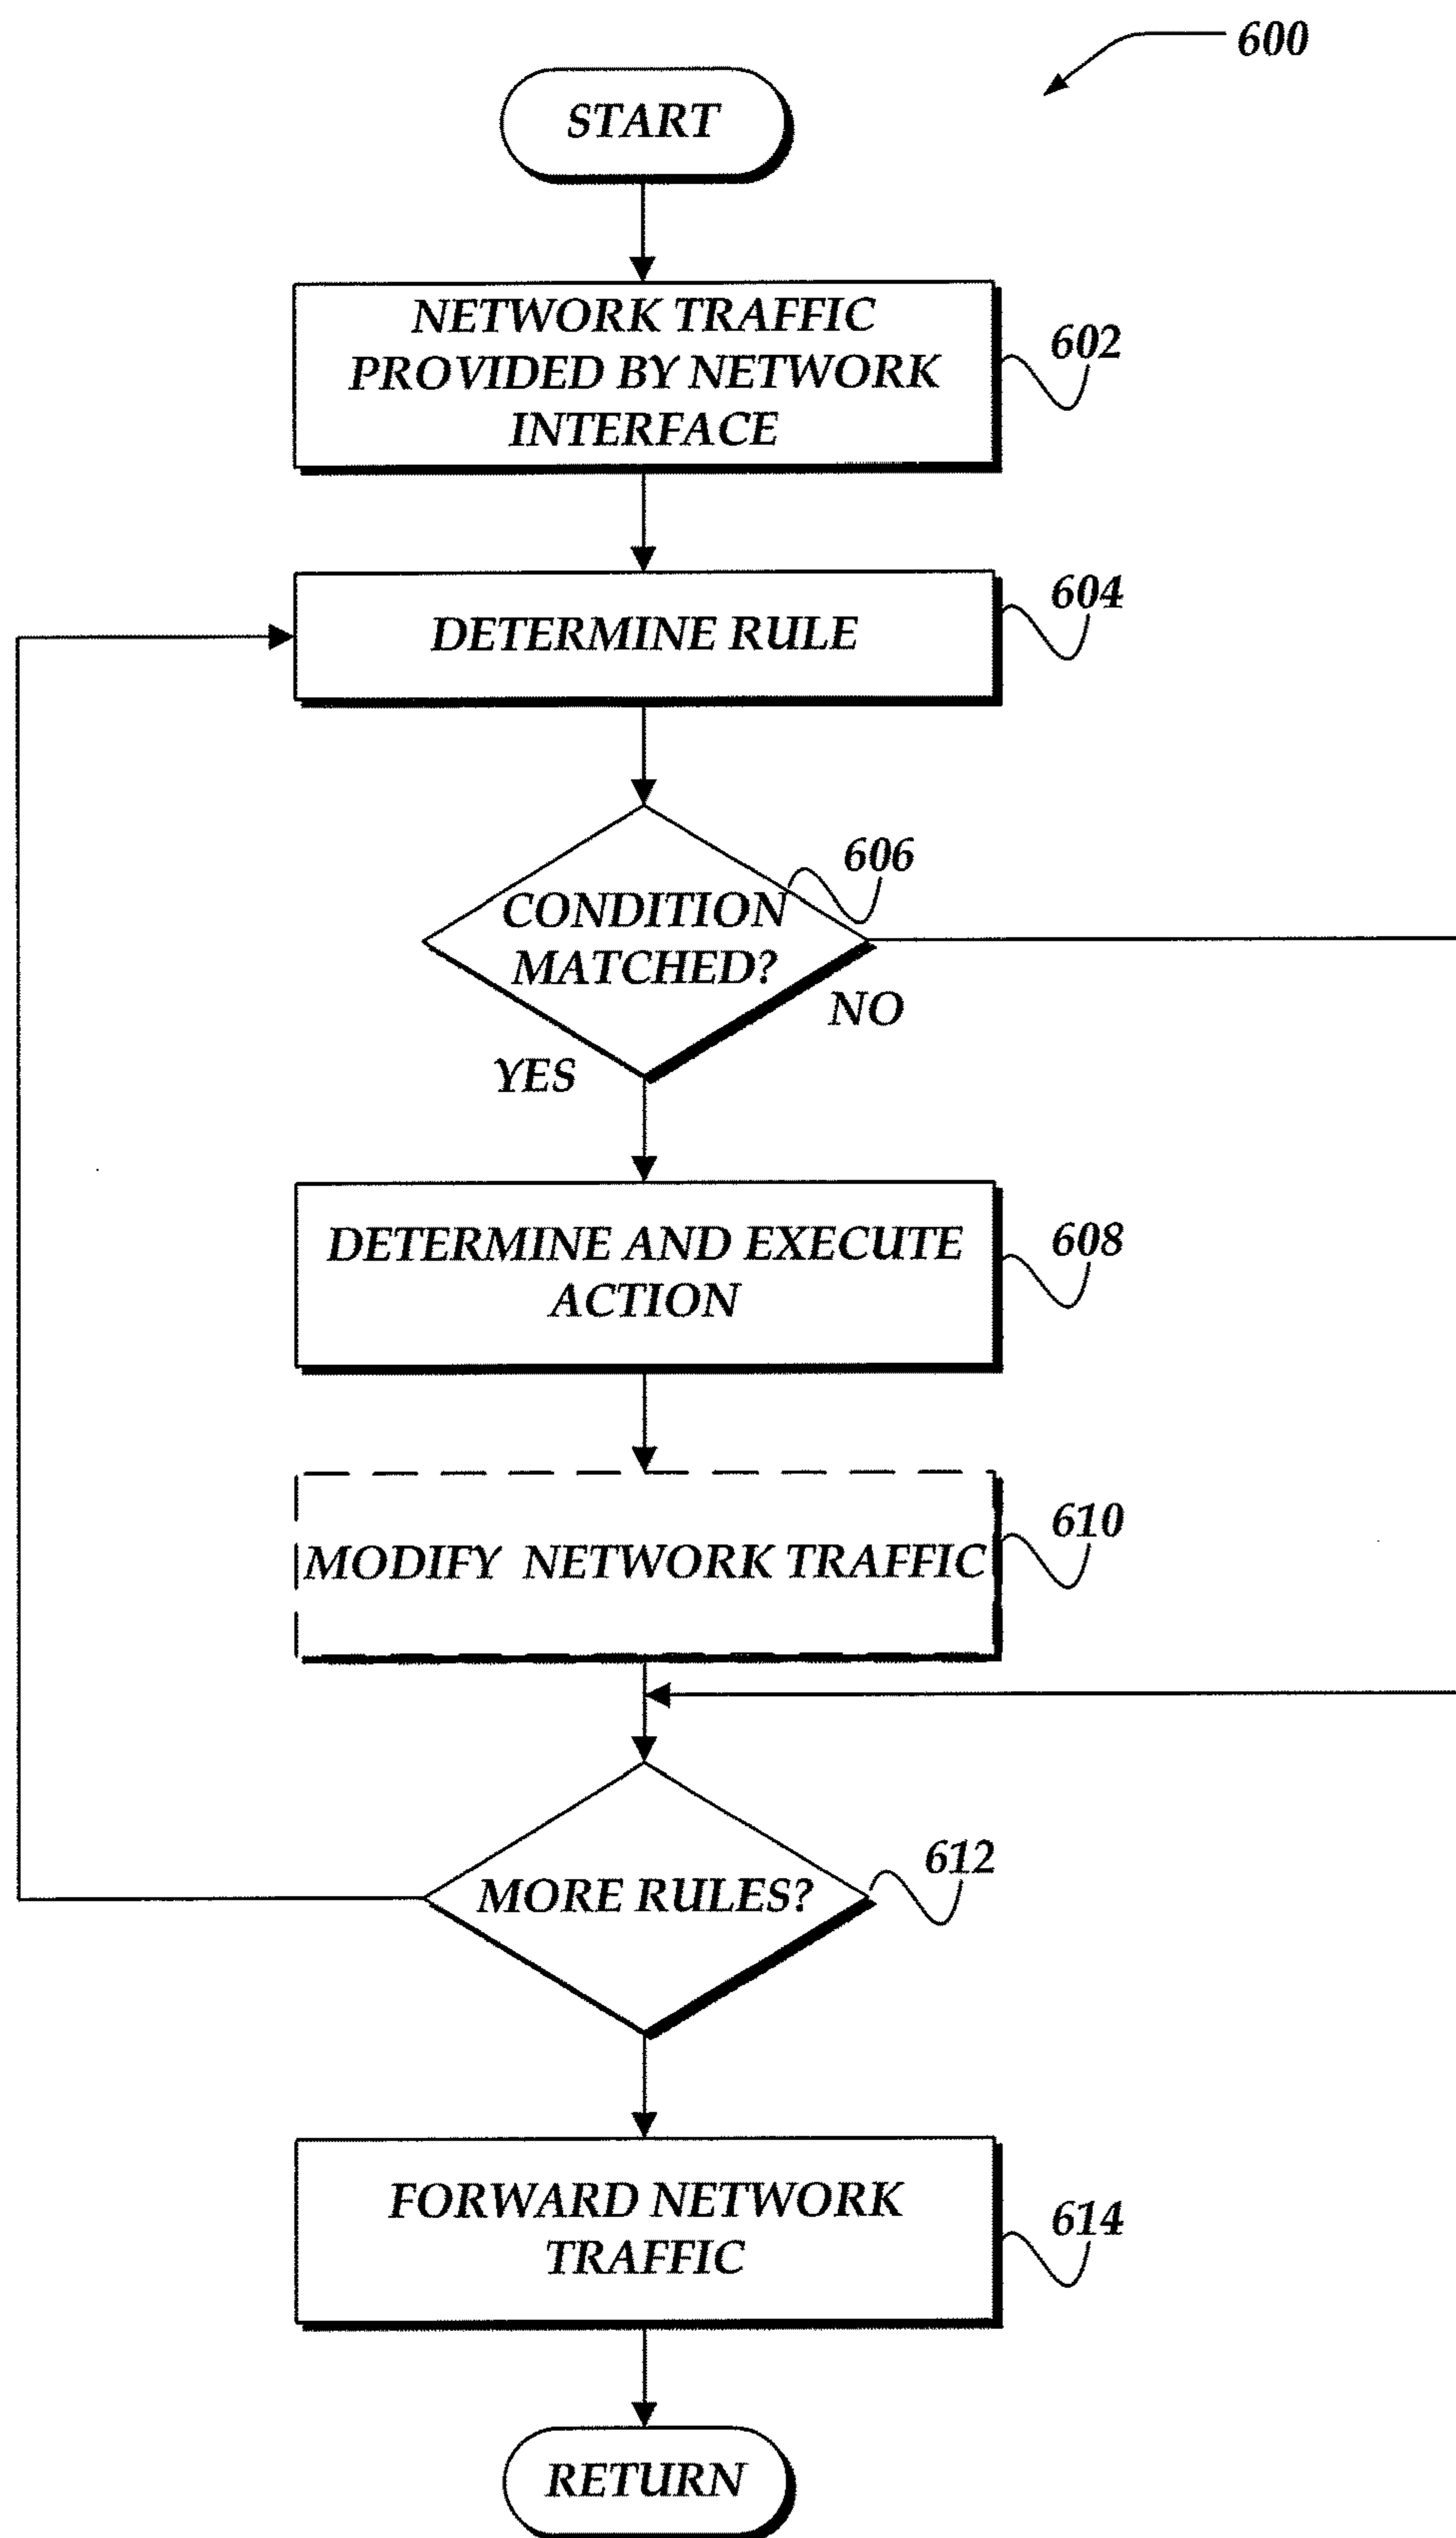 600
START
NETWORK TRAFFIC
PROVIDED BY NETWORK
INTERFACE
602
DETERMINE RULE
604
606
CONDITION
MATCHED?
NO
YES
DETERMINE AND EXECUTE
ACTION
608
MODIFY NETWORK TRAFFIC
610
MORE RULES?
612
FORWARD NETWORK
TRAFFIC
614
RETURN